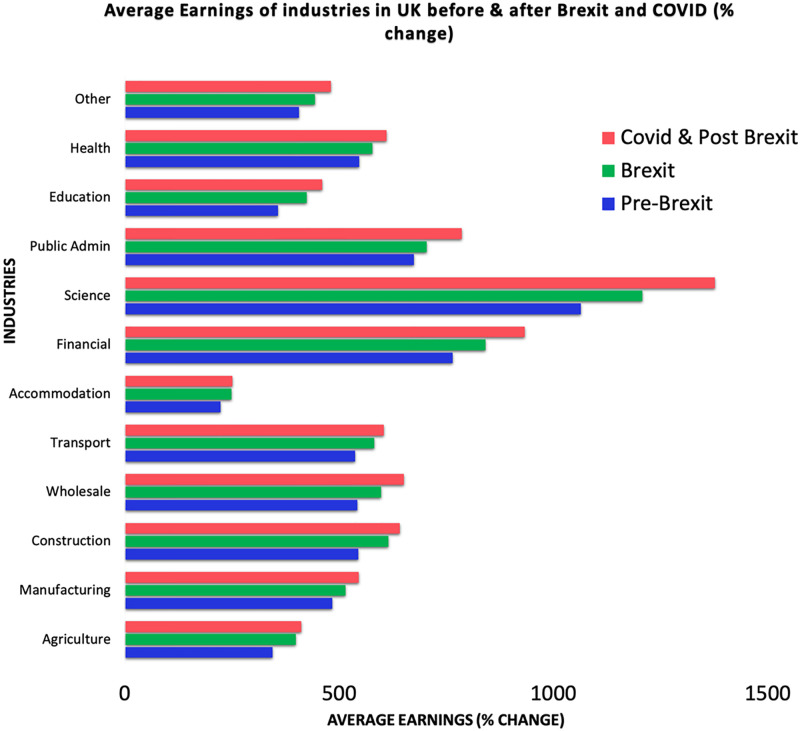 Average Earnings of industries in UK before & after Brexit and COVID (%
change)
Other
Health
Education
Public Admin
Science
Financial
Accommodation
Transport
Wholesale
Construction
Manufacturing
Agriculture
INDUSTRIES
Covid & Post Brexit
Brexit
Pre-Brexit
0 500 1000 1500
AVERAGE EARNINGS (% CHANGE)